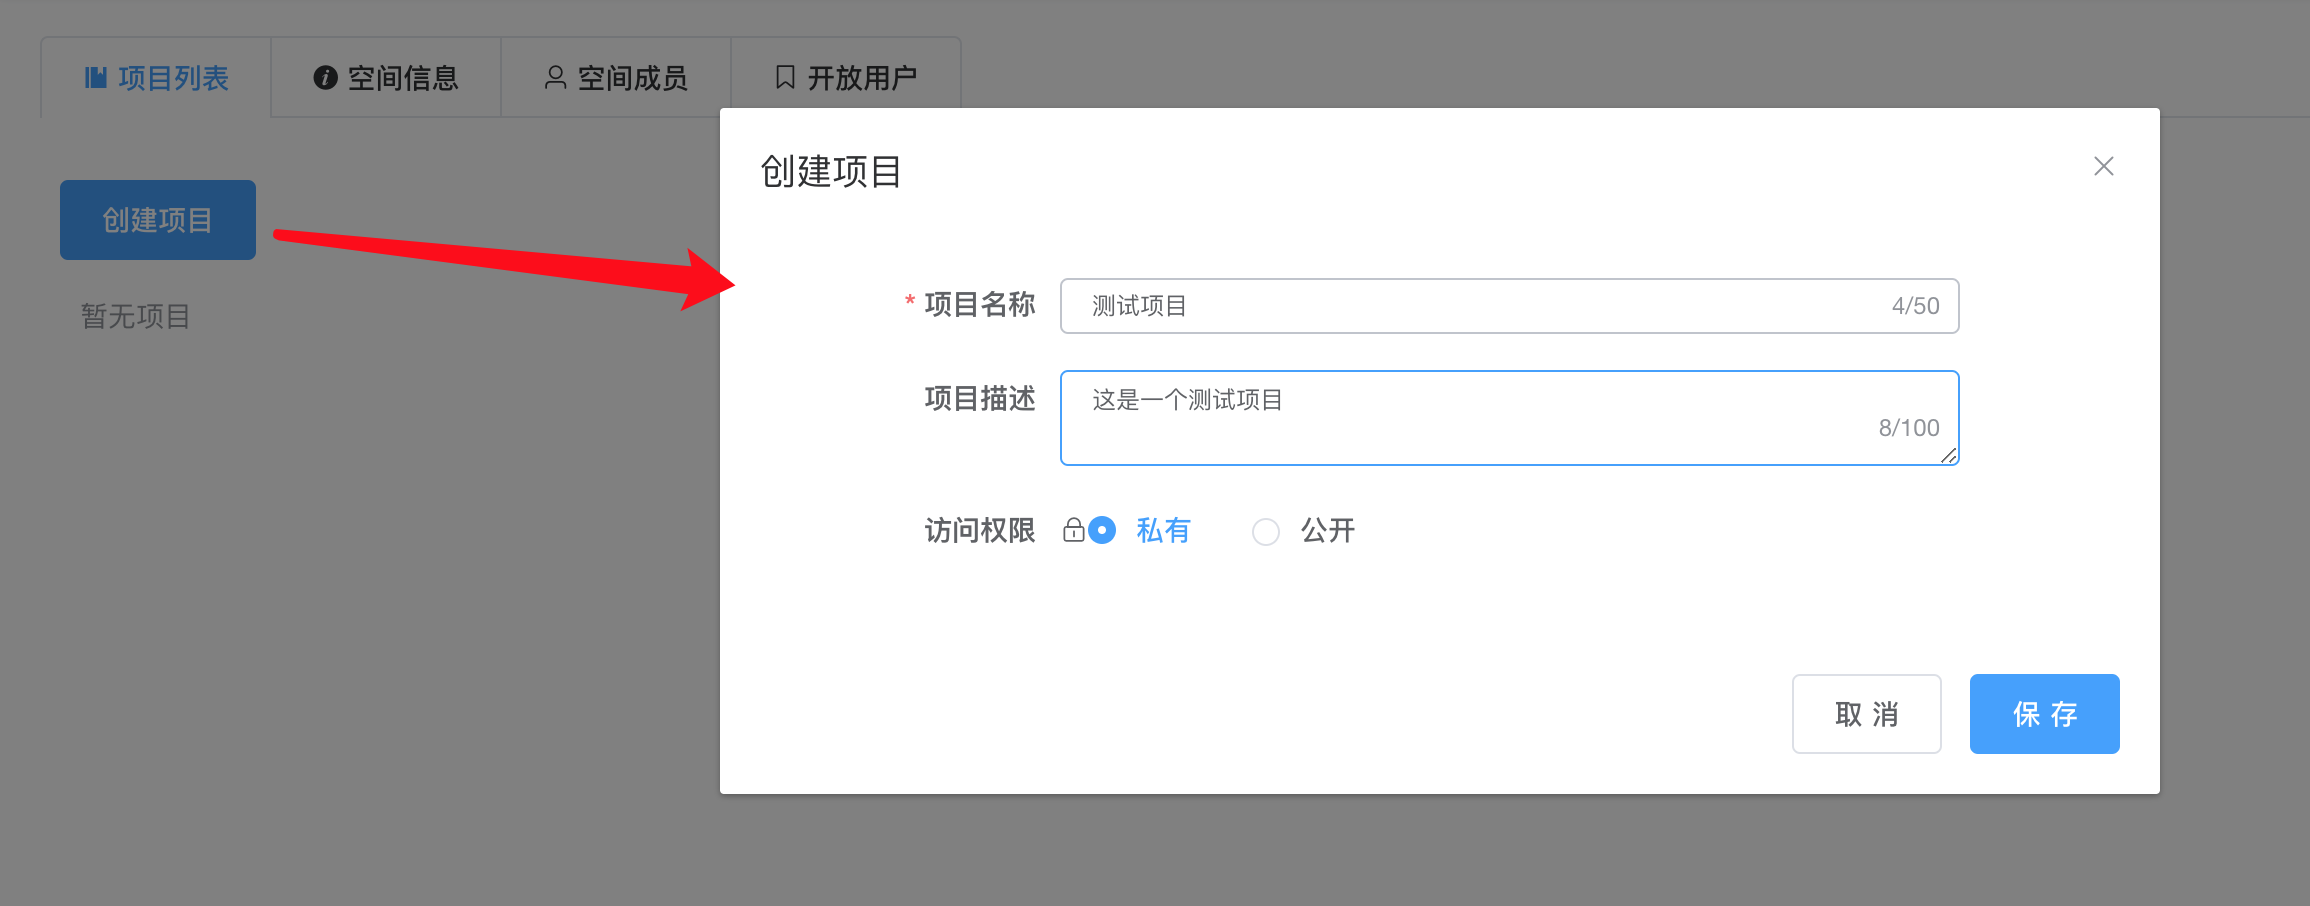 项目列表 空间信息 空间成员 开放用户
创建项目
暂无项目
创建项目
* 项目名称 测试项目 4/50
项目描述 这是一个测试项目
8/100
访问权限 私有 公开
取 消 保 存